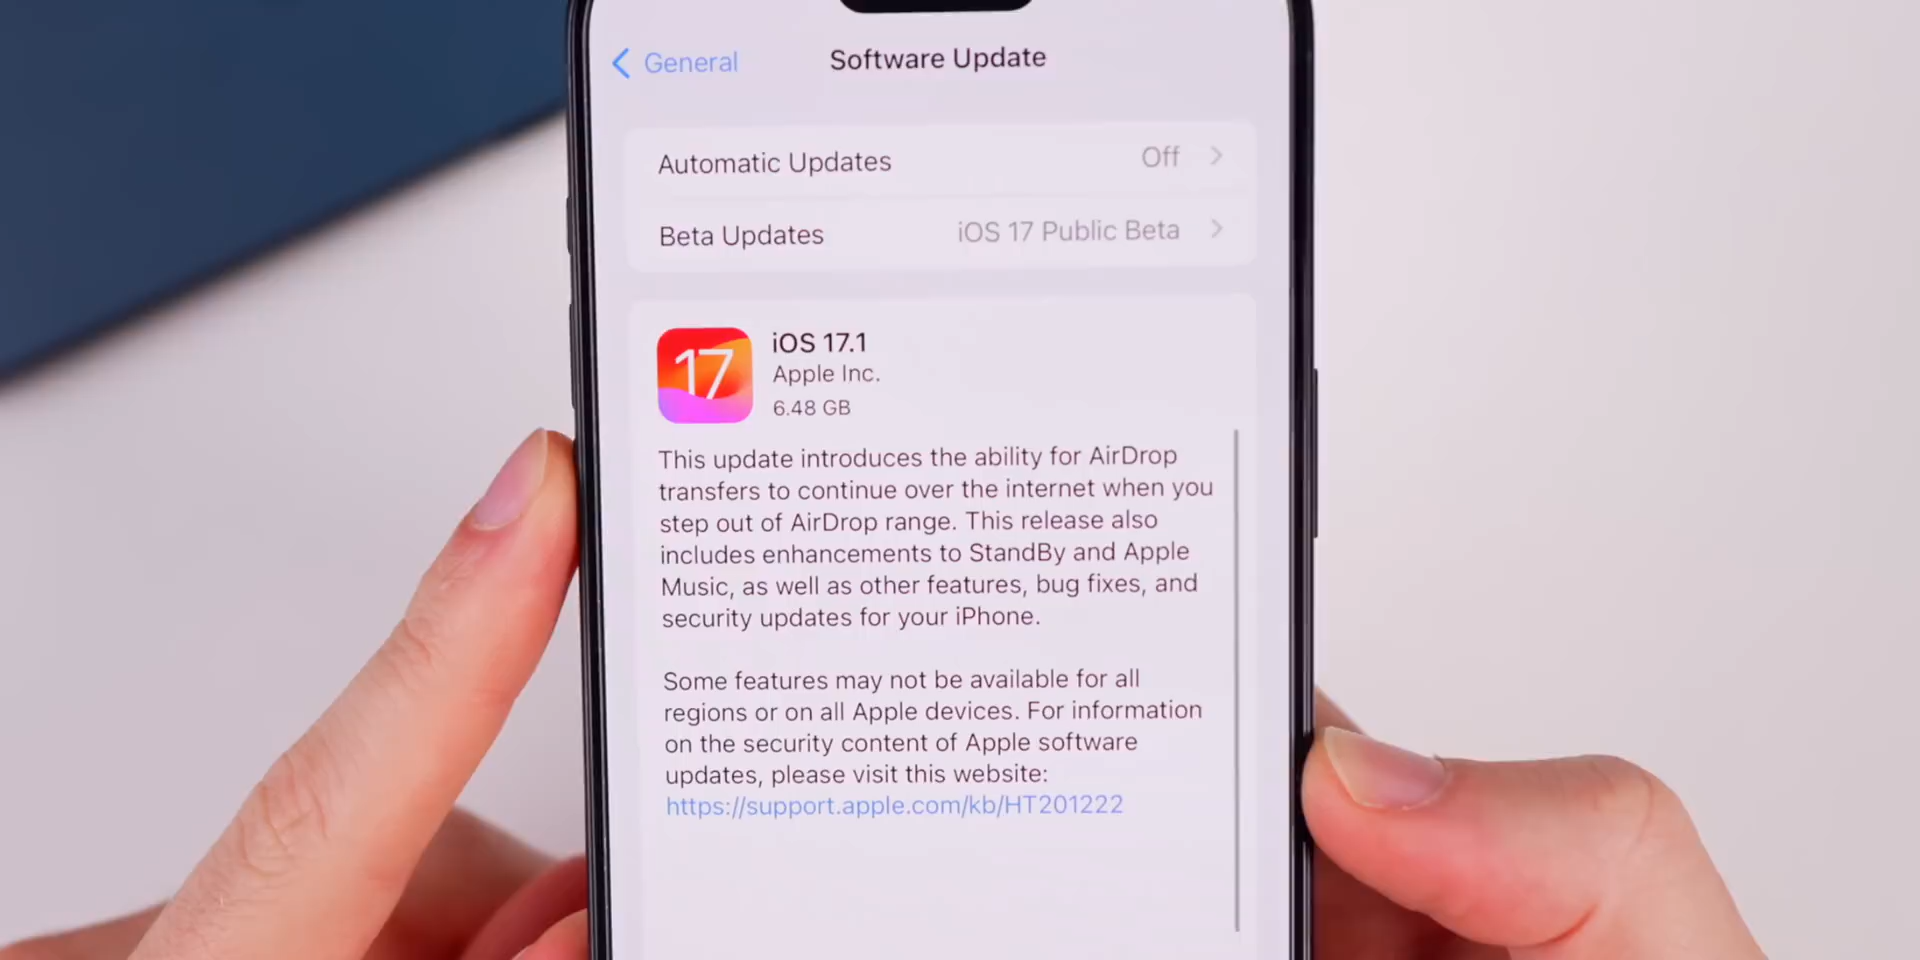 General
Software Update
Automatic Updates Off
Beta Updates iOS 17 Public Beta
17
iOS 17.1
Apple Inc.
6.48 GB
This update introduces the ability for AirDrop
transfers to continue over the internet when you
step out of AirDrop range. This release also
includes enhancements to StandBy and Apple
Music, as well as other features, bug fixes, and
security updates for your iPhone.
Some features may not be available for all
regions or on all Apple devices. For information
on the security content of Apple software
updates, please visit this website:
https://support.apple.com/kb/HT201222